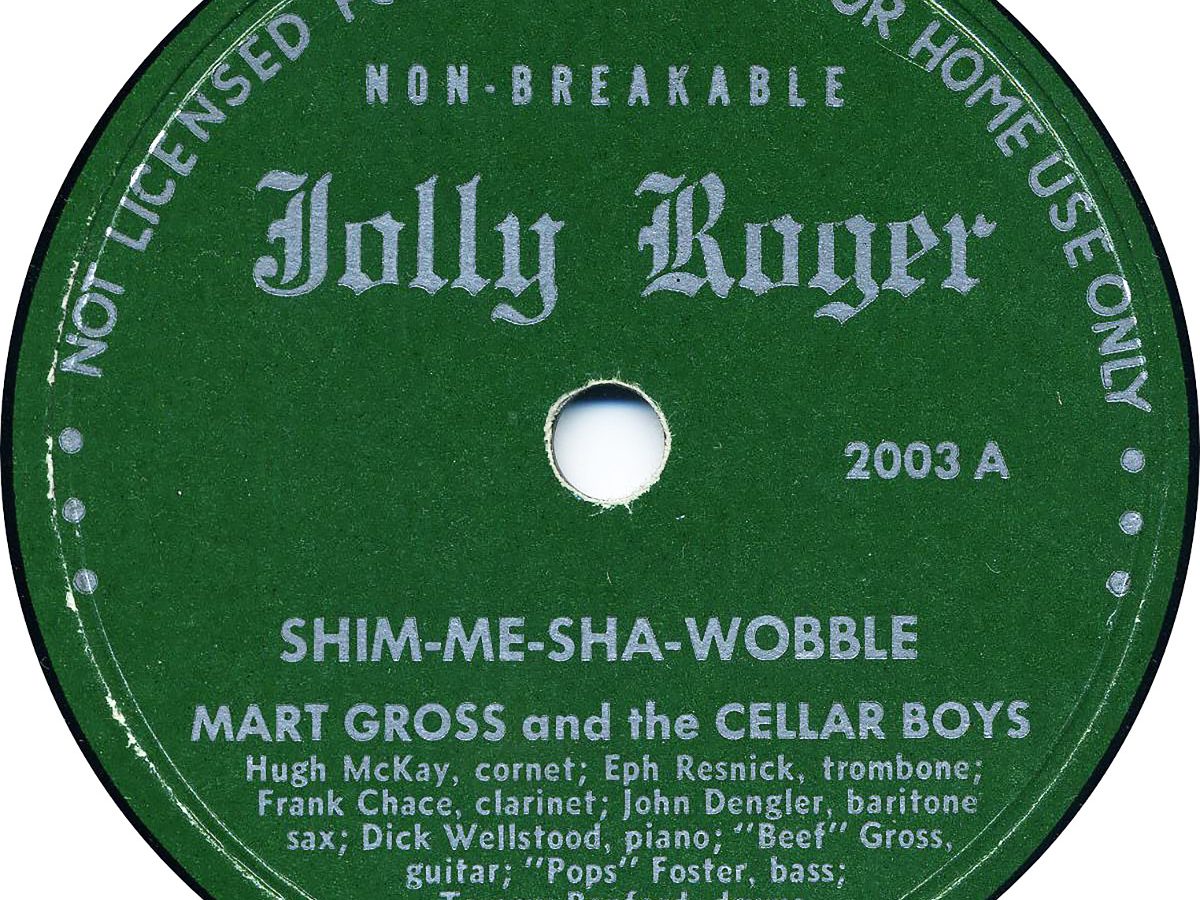 NOT LICENSED
OR HOME USE ONLY
NON-BREAKABLE
Jolly Roger
2003 A
SHIM-ME-SHA-WOBBLE
MART GROSS and the CELLAR BOYS
Hugh McKay, cornet; Eph Resnick, trombone;
Frank Chace, clarinet; John Dengler, baritone
sax; Dick Wellstood, piano; "Beef" Gross,
guitar; "Pops" Foster, bass;